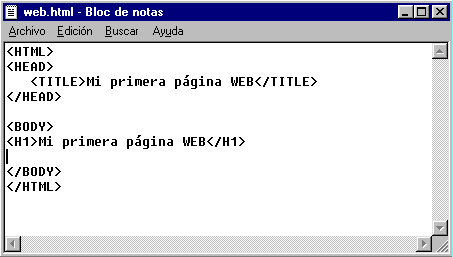 web.html - Bloc de notas
Archivo Edición Buscar Ayuda
<HTML>
<HEAD>
   <TITLE>Mi primera página WEB</TITLE>
</HEAD>

<BODY>
<H1>Mi primera página WEB</H1>

</BODY>
</HTML>